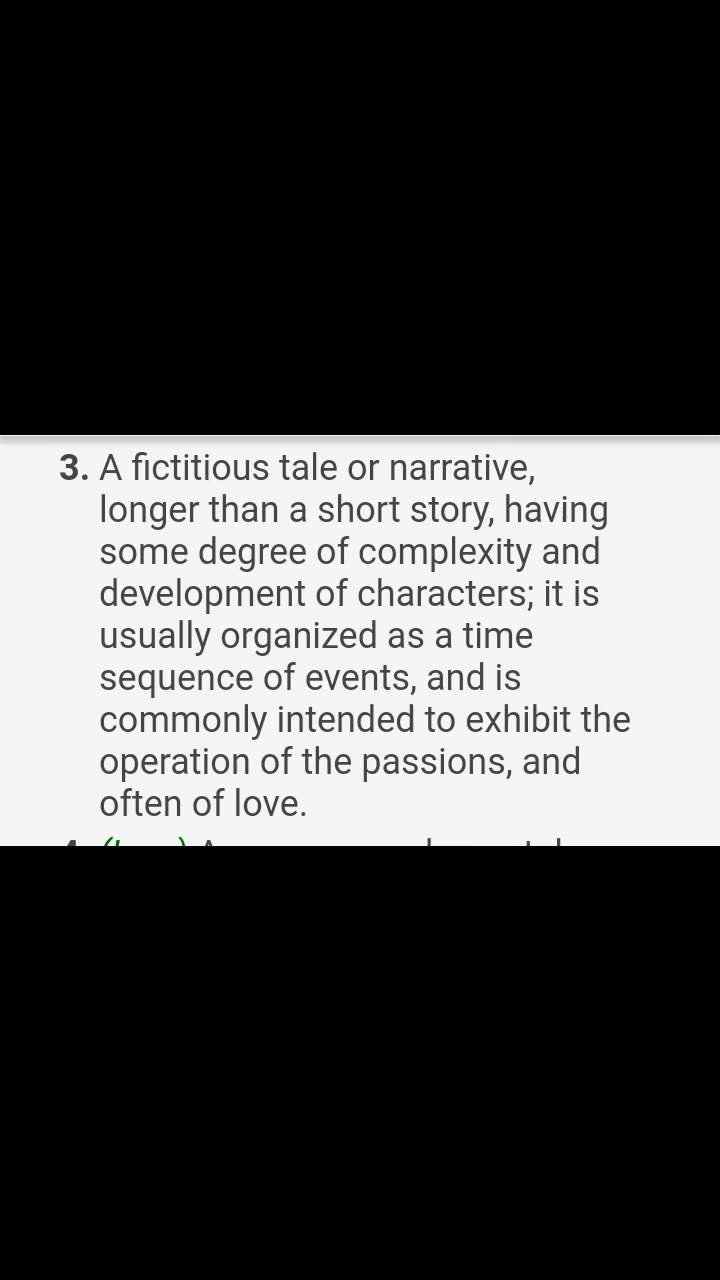 3. A fictitious tale or narrative,
longer than a short story, having
some degree of complexity and
development of characters; it is
usually organized as a time
sequence of events, and is
commonly intended to exhibit the
operation of the passions, and
often of love.